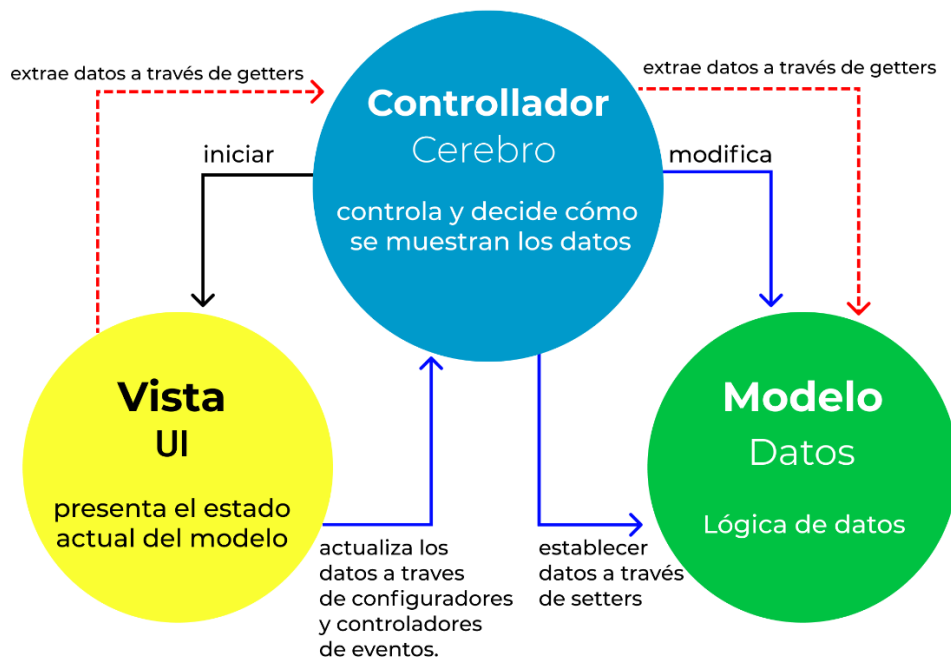 extrae datos a través de getters
extrae datos a través de getters
Controllador
Cerebro
iniciar
modifica
controla y decide cómo
se muestran los datos
Vista
UI
presenta el estado
actual del modelo
Modelo
Datos
Lógica de datos
actualiza los
datos a traves
de configuradores
y controladores
de eventos.
establecer
datos a través
de setters